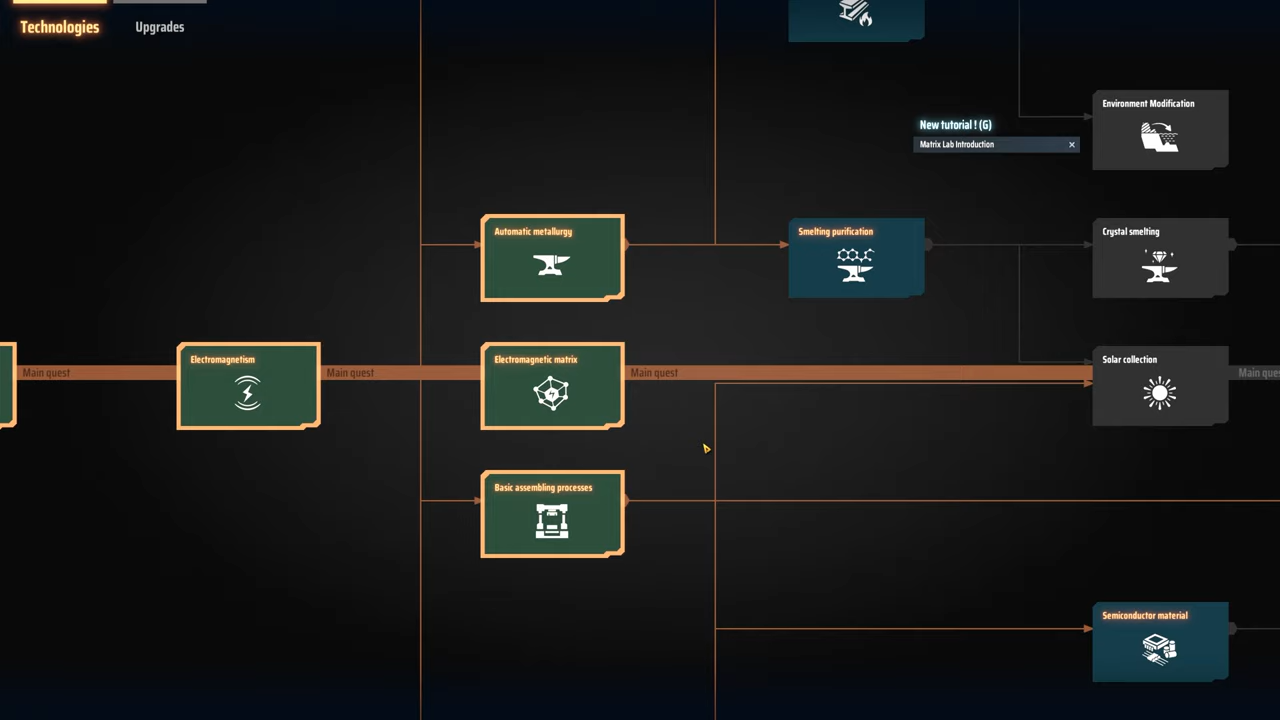 Technologies
Upgrades
Environment Modification
New tutorial ! (G)
Matrix Lab Introduction
Automatic metallurgy
Smelting purification
Crystal smelting
Electromagnetism
Electromagnetic matrix
Solar collection
Main quest
Main quest
Main quest
Main ques
Basic assembling processes
Semiconductor material